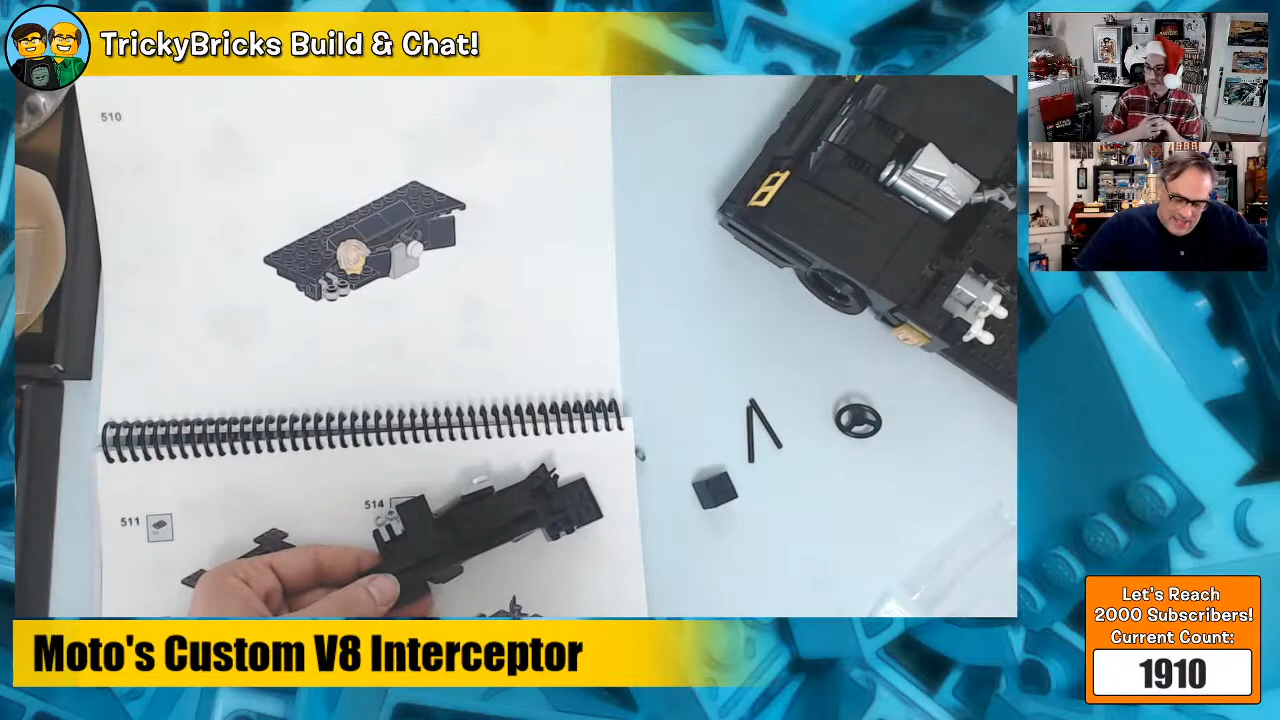 TrickyBricks Build & Chat!
510
511
514
Moto's Custom V8 Interceptor
Let's Reach
2000 Subscribers!
Current Count:
1910